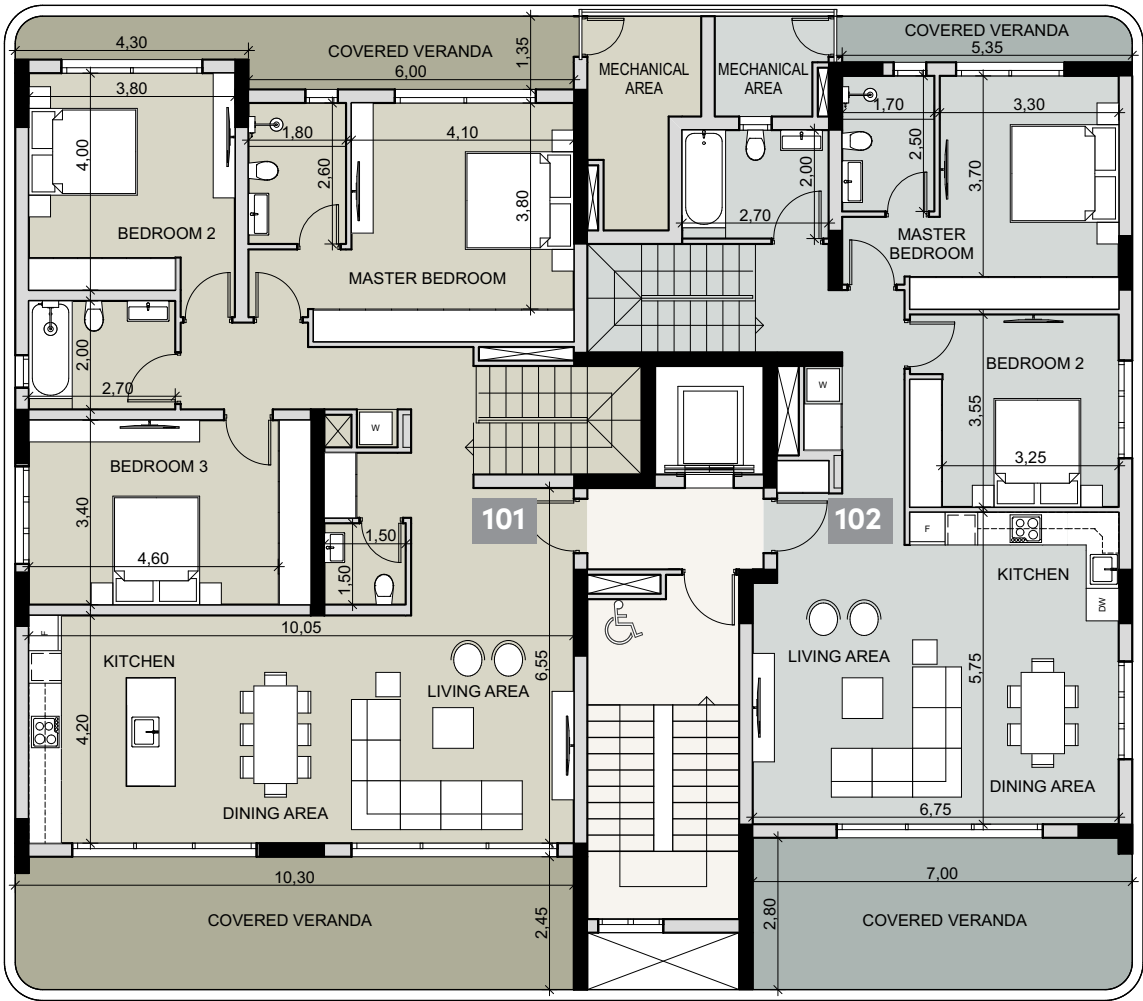 COVERED VERANDA
5,35
4,30
COVERED VERANDA
1,35
6,00
MECHANICAL
AREA
MECHANICAL
AREA
3,80
4,00
1,80
2,60
4,10
3,80
2,00
2,70
1,70
2,50
3,30
3,70
BEDROOM 2
MASTER BEDROOM
MASTER
BEDROOM
2,00
2,70
BEDROOM 2
3,55
3,25
W
W
BEDROOM 3
3,40
4,60
1,50
1,50
101
102
F
KITCHEN
DW
10,05
F
KITCHEN
4,20
LIVING AREA
6,55
DINING AREA
LIVING AREA
5,75
DINING AREA
6,75
10,30
2,45
COVERED VERANDA
7,00
2,80
COVERED VERANDA